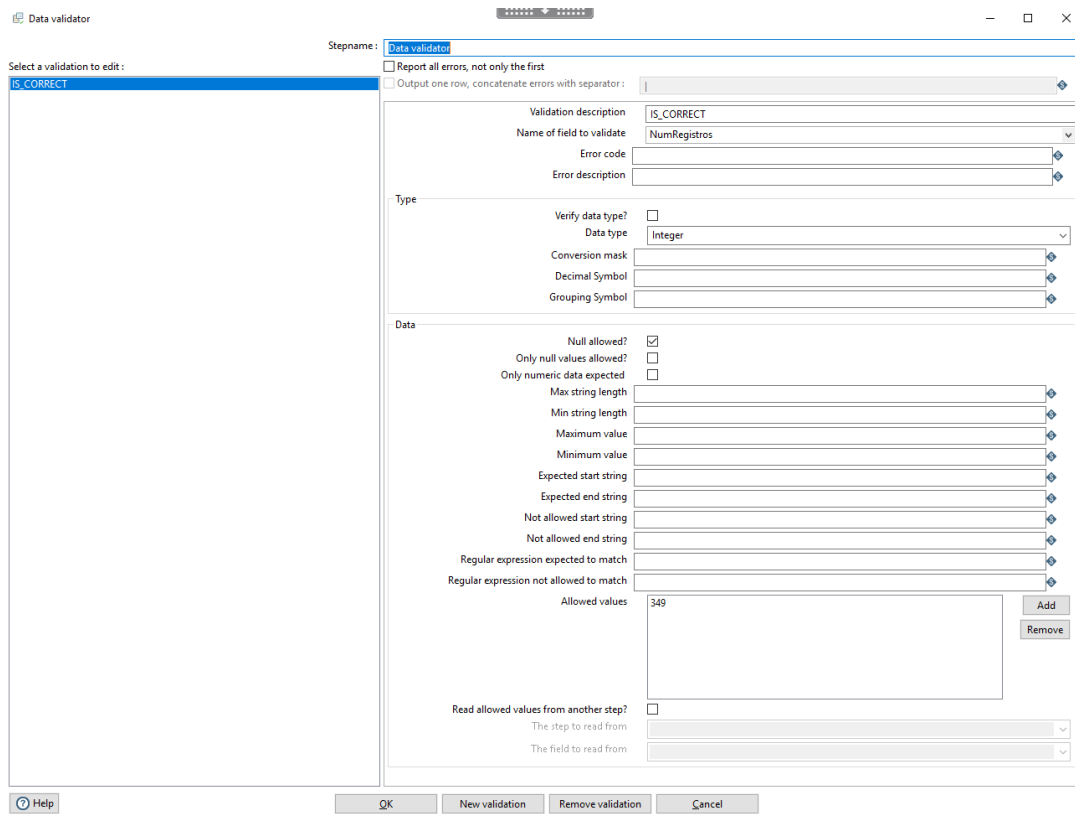 Data validator
Stepname : Data validator
Select a validation to edit :
IS_CORRECT
Report all errors, not only the first
Output one row, concatenate errors with separator : |
Validation description IS_CORRECT
Name of field to validate NumRegistros
Error code
Error description
Type
Verify data type?
Data type Integer
Conversion mask
Decimal Symbol
Grouping Symbol
Data
Null allowed?
Only null values allowed?
Only numeric data expected
Max string length
Min string length
Maximum value
Minimum value
Expected start string
Expected end string
Not allowed start string
Not allowed end string
Regular expression expected to match
Regular expression not allowed to match
Allowed values 349 Add
Remove
Read allowed values from another step?
The step to read from
The field to read from
Help OK New validation Remove validation Cancel